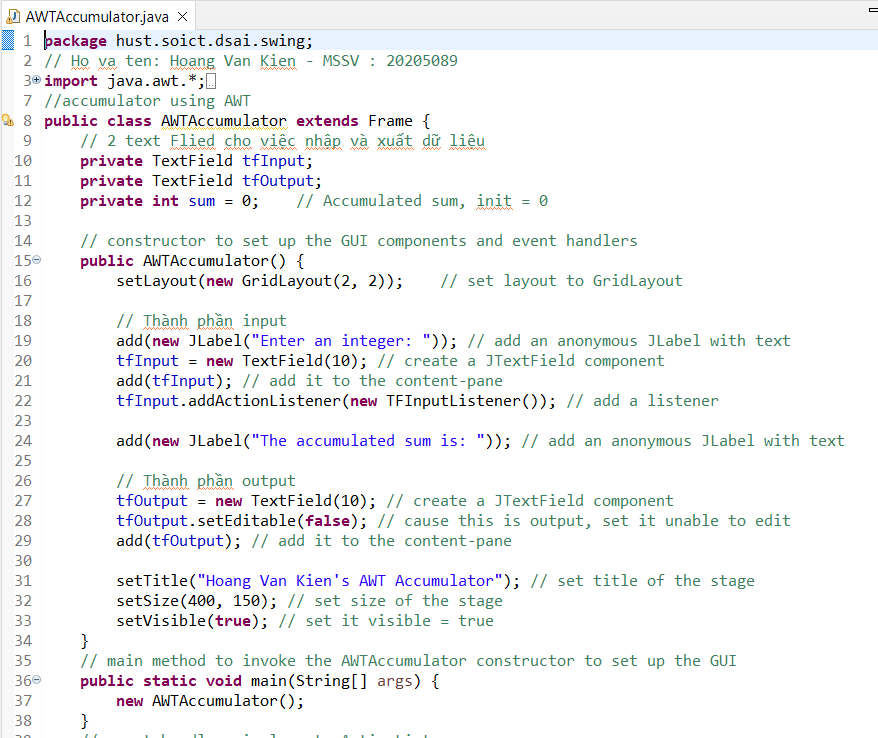 AWTAccumulator.java
1 package hust.soict.dsai.swing;
2 // Ho va ten: Hoang Van Kien - MSSV : 20205089
3 import java.awt.*;
7 //accumulator using AWT
8 public class AWTAccumulator extends Frame {
9 // 2 text Flied cho việc nhập và xuất dữ liêu
10 private TextField tfInput;
11 private TextField tfOutput;
12 private int sum = 0; // Accumulated sum, init = 0
13
14 // constructor to set up the GUI components and event handlers
15 public AWTAccumulator() {
16 setLayout(new GridLayout(2, 2)); // set layout to GridLayout
17
18 // Thành phần input
19 add(new JLabel("Enter an integer: ")); // add an anonymous JLabel with text
20 tfInput = new TextField(10); // create a JTextField component
21 add(tfInput); // add it to the content-pane
22 tfInput.addActionListener(new TFInputListener()); // add a listener
23
24 add(new JLabel("The accumulated sum is: ")); // add an anonymous JLabel with text
25
26 // Thành phần output
27 tfOutput = new TextField(10); // create a JTextField component
28 tfOutput.setEditable(false); // cause this is output, set it unable to edit
29 add(tfOutput); // add it to the content-pane
30
31 setTitle("Hoang Van Kien's AWT Accumulator"); // set title of the stage
32 setSize(400, 150); // set size of the stage
33 setVisible(true); // set it visible = true
34 }
35 // main method to invoke the AWTAccumulator constructor to set up the GUI
36 public static void main(String[] args) {
37 new AWTAccumulator();
38 }